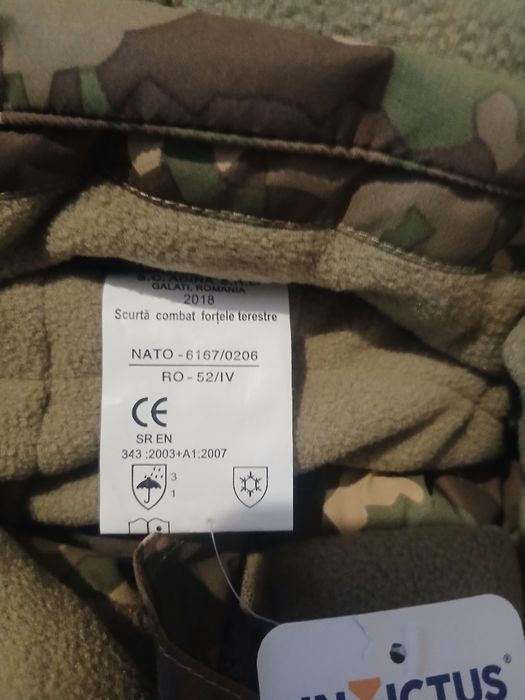 S.C. ADINA S.R.L.
GALATI, ROMANIA
2018
Scurtă combat forțele terestre
NATO - 6167/0206
RO - 52/IV
CE
SR EN
343 :2003+A1:2007
3
1
INVICTUS®